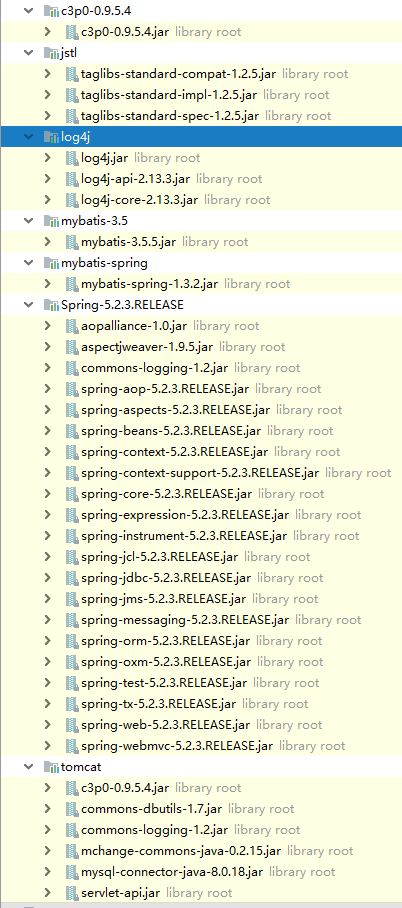 c3p0-0.9.5.4
c3p0-0.9.5.4.jar library root
jstl
taglibs-standard-compat-1.2.5.jar library root
taglibs-standard-impl-1.2.5.jar library root
taglibs-standard-spec-1.2.5.jar library root
log4j
log4j.jar library root
log4j-api-2.13.3.jar library root
log4j-core-2.13.3.jar library root
mybatis-3.5
mybatis-3.5.5.jar library root
mybatis-spring
mybatis-spring-1.3.2.jar library root
Spring-5.2.3.RELEASE
aopalliance-1.0.jar library root
aspectjweaver-1.9.5.jar library root
commons-logging-1.2.jar library root
spring-aop-5.2.3.RELEASE.jar library root
spring-aspects-5.2.3.RELEASE.jar library root
spring-beans-5.2.3.RELEASE.jar library root
spring-context-5.2.3.RELEASE.jar library root
spring-context-support-5.2.3.RELEASE.jar library root
spring-core-5.2.3.RELEASE.jar library root
spring-expression-5.2.3.RELEASE.jar library root
spring-instrument-5.2.3.RELEASE.jar library root
spring-jcl-5.2.3.RELEASE.jar library root
spring-jdbc-5.2.3.RELEASE.jar library root
spring-jms-5.2.3.RELEASE.jar library root
spring-messaging-5.2.3.RELEASE.jar library root
spring-orm-5.2.3.RELEASE.jar library root
spring-oxm-5.2.3.RELEASE.jar library root
spring-test-5.2.3.RELEASE.jar library root
spring-tx-5.2.3.RELEASE.jar library root
spring-web-5.2.3.RELEASE.jar library root
spring-webmvc-5.2.3.RELEASE.jar library root
tomcat
c3p0-0.9.5.4.jar library root
commons-dbutils-1.7.jar library root
commons-logging-1.2.jar library root
mchange-commons-java-0.2.15.jar library root
mysql-connector-java-8.0.18.jar library root
servlet-api.jar library root